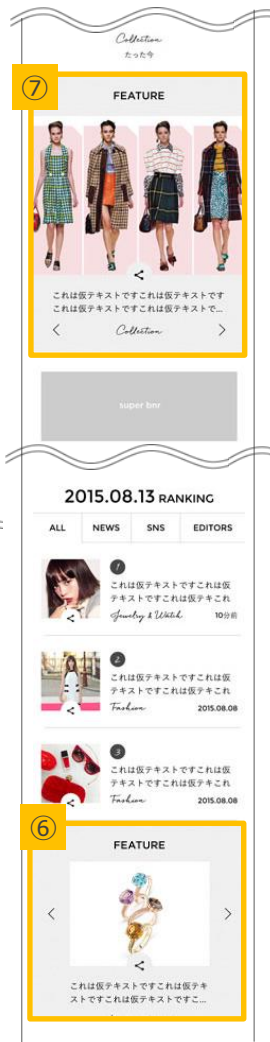 Collection
たった今
⑦
FEATURE
これは仮テキストですこれは仮テキストです
これは仮テキストですこれは仮テキストで...
Collection
super bnr
2015.08.13 RANKING
ALL NEWS SNS EDITORS
1
これは仮テキストですこれは仮
テキストですこれは仮テキこれ
Jewelry & Watch 10分前
2
これは仮テキストですこれは仮
テキストですこれは仮テキこれ
Fashion 2015.08.08
3
これは仮テキストですこれは仮
テキストですこれは仮テキこれ
Fashion 2015.08.08
⑥
FEATURE
これは仮テキストですこれは仮テキ
ストですこれは仮テキストですこ...